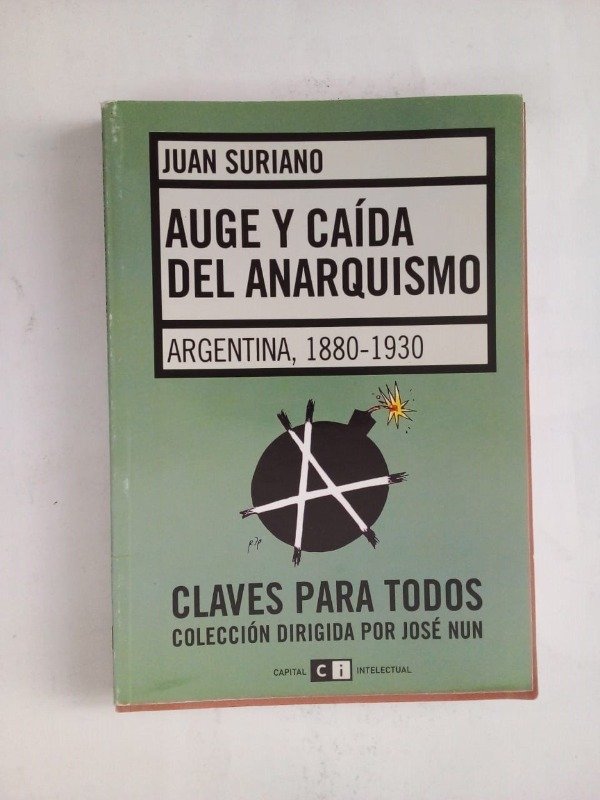 JUAN SURIANO
AUGE Y CAÍDA
DEL ANARQUISMO
ARGENTINA, 1880-1930
CLAVES PARA TODOS
COLECCIÓN DIRIGIDA POR JOSÉ NUN
CAPITAL Ci INTELECTUAL